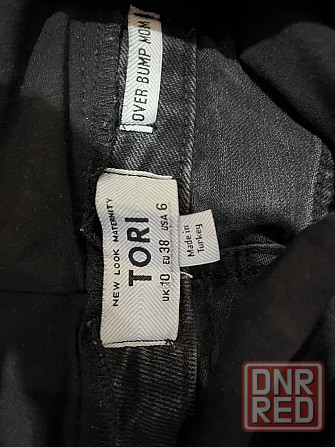 OVER BUMP MOM
NEW LOOK MATERNITY
TORI
UK 10 EU 38 USA 6
Made in
Turkey
DNR
RED